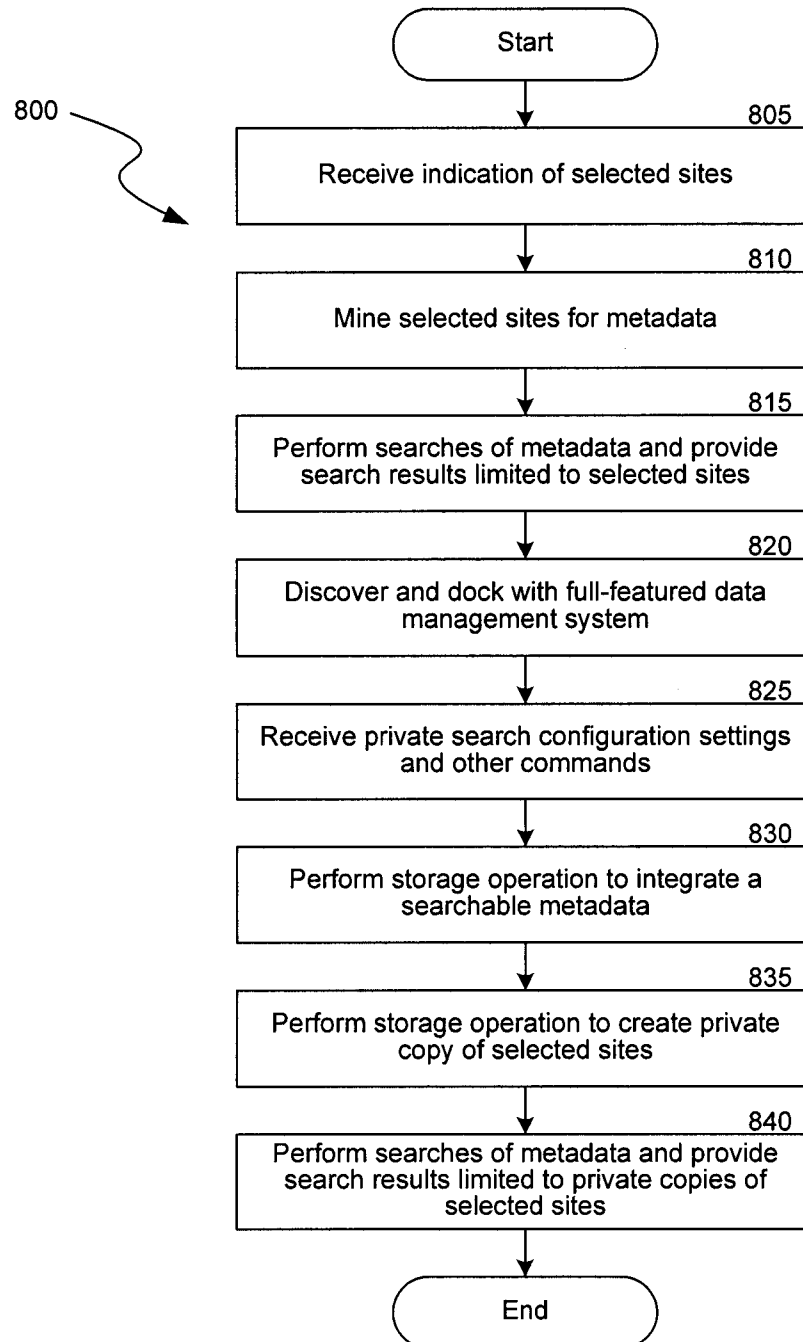 Start
800
805
Receive indication of selected sites
810
Mine selected sites for metadata
815
Perform searches of metadata and provide
search results limited to selected sites
820
Discover and dock with full-featured data
management system
825
Receive private search configuration settings
and other commands
830
Perform storage operation to integrate a
searchable metadata
835
Perform storage operation to create private
copy of selected sites
840
Perform searches of metadata and provide
search results limited to private copies of
selected sites
End